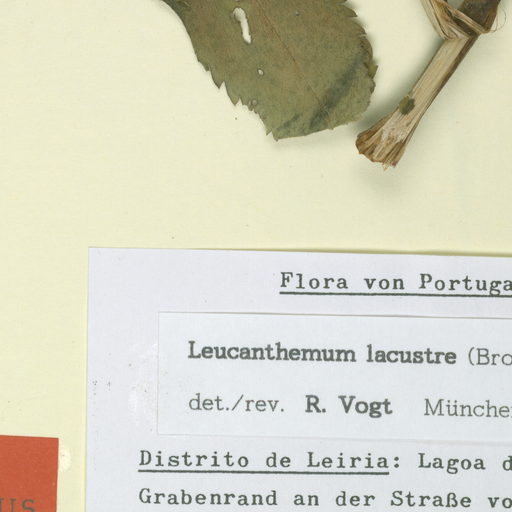 Flora von Portuga
Leucanthemum lacustre (Bro
det./rev. R. Vogt Münche
Distrito de Leiria: Lagoa d
Grabenrand an der Straße vo
US